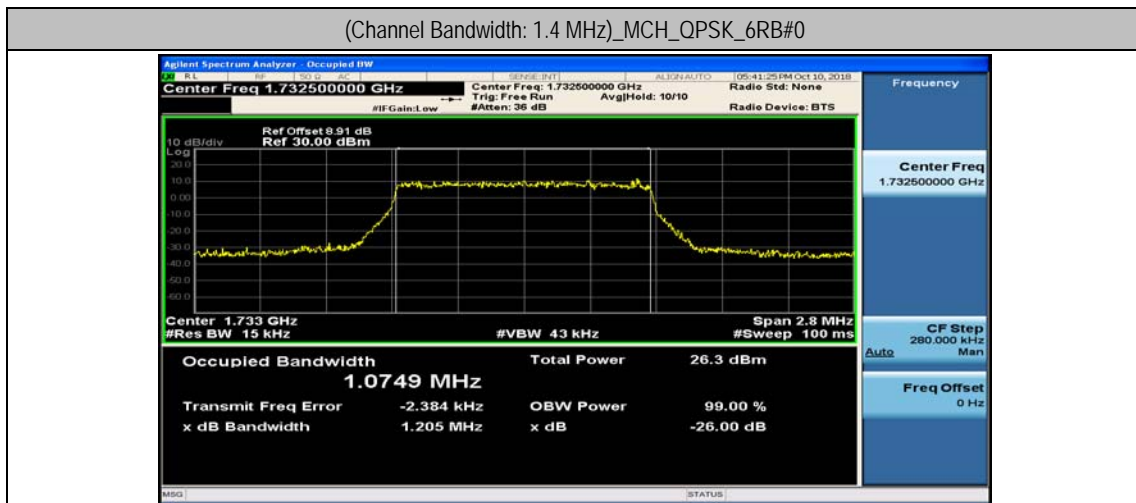 (Channel Bandwidth: 1.4 MHz)_MCH_QPSK_6RB#0
Agilent Spectrum Analyzer - Occupied BW
RL RF 50 Ω AC SENSE:INT ALIGN AUTO 05:41:25 PM Oct 10, 2018
Center Freq 1.732500000 GHz
Center Freq: 1.732500000 GHz
Radio Std: None
Trig: Free Run Avg|Hold: 10/10
#IFGain:Low #Atten: 36 dB Radio Device: BTS
Ref Offset 8.91 dB
10 dB/div Ref 30.00 dBm
Log
20.0
10.0
0.00
-10.0
-20.0
-30.0
-40.0
-50.0
-60.0
Center 1.733 GHz Span 2.8 MHz
#Res BW 15 kHz #VBW 43 kHz #Sweep 100 ms
Occupied Bandwidth Total Power 26.3 dBm
1.0749 MHz
Transmit Freq Error -2.384 kHz OBW Power 99.00 %
x dB Bandwidth 1.205 MHz x dB -26.00 dB
MSG STATUS
Frequency
Center Freq
1.732500000 GHz
CF Step
280.000 kHz
Auto Man
Freq Offset
0 Hz